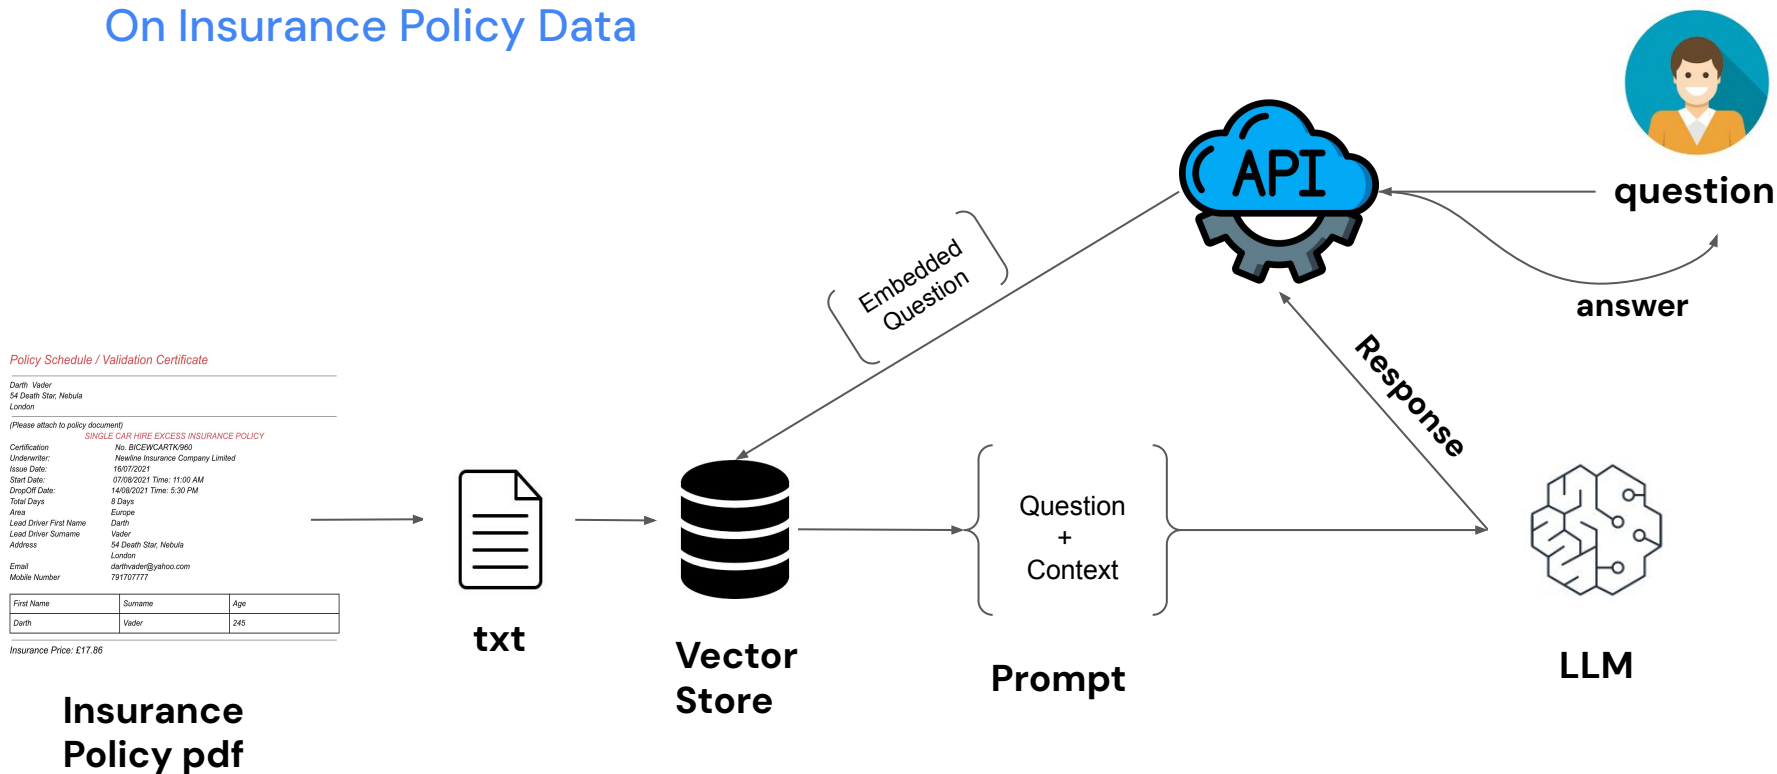 On Insurance Policy Data
API
question
answer
Embedded
Question
Response
Policy Schedule / Validation Certificate
Darth Vader
54 Death Star, Nebula
London
(Please attach to policy document)
SINGLE CAR HIRE EXCESS INSURANCE POLICY
Certification No. BICEWCARTK/960
Underwriter: Newline Insurance Company Limited
Issue Date: 16/07/2021
Start Date: 07/08/2021 Time: 11:00 AM
DropOff Date: 14/08/2021 Time: 5:30 PM
Total Days 8 Days
Area Europe
Lead Driver First Name Darth
Lead Driver Surname Vader
Address 54 Death Star, Nebula
London
Email darthvader@yahoo.com
Mobile Number 791707777
First Name Surname Age
Darth Vader 245
Insurance Price: £17.86
Insurance
Policy pdf
txt
Vector
Store
Question
+
Context
Prompt
LLM